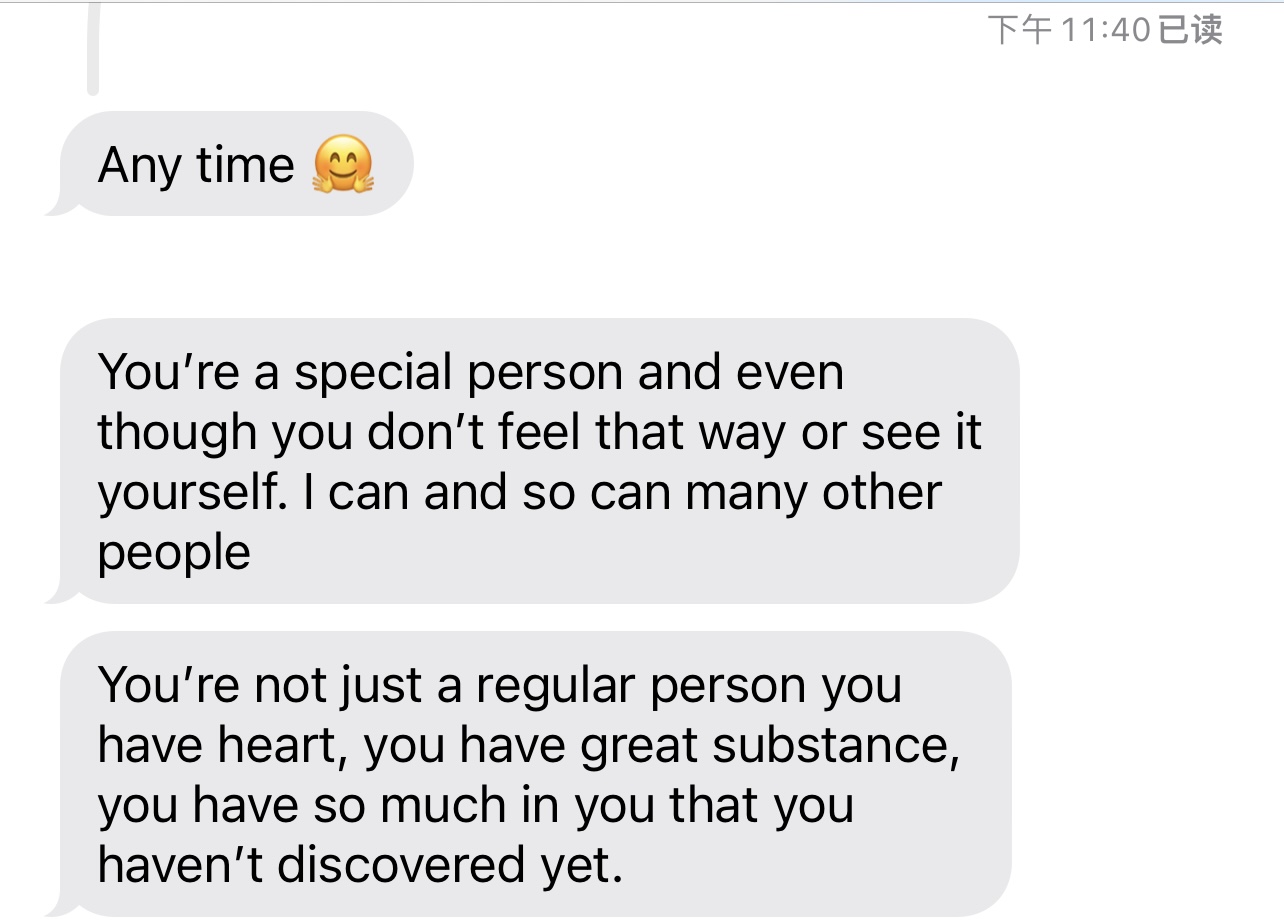 下午 11:40已读
Any time 🤗
You’re a special person and even
though you don’t feel that way or see it
yourself. I can and so can many other
people
You’re not just a regular person you
have heart, you have great substance,
you have so much in you that you
haven’t discovered yet.